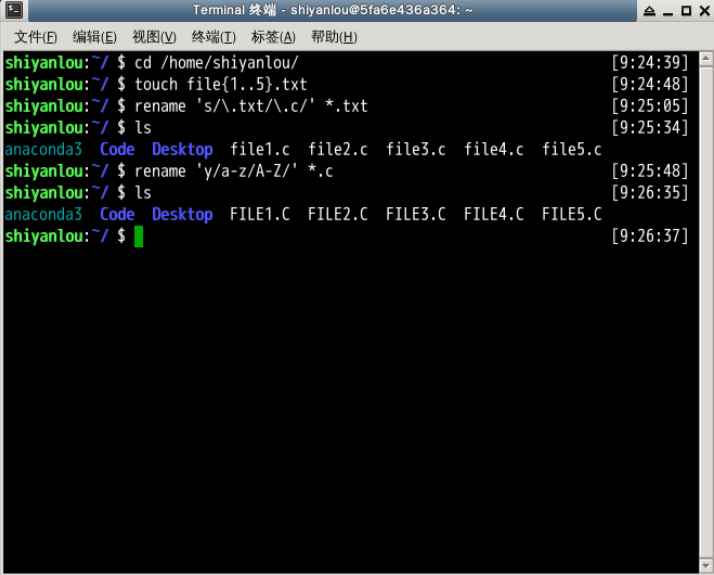 Terminal 终端 - shiyanlou@5fa6e436a364: ~
文件(F) 编辑(E) 视图(V) 终端(T) 标签(A) 帮助(H)
shiyanlou:~/ $ cd /home/shiyanlou/ [9:24:39]
shiyanlou:~/ $ touch file{1..5}.txt [9:24:48]
shiyanlou:~/ $ rename 's/\.txt/\.c/' *.txt [9:25:05]
shiyanlou:~/ $ ls [9:25:34]
anaconda3 Code Desktop file1.c file2.c file3.c file4.c file5.c
shiyanlou:~/ $ rename 'y/a-z/A-Z/' *.c [9:25:48]
shiyanlou:~/ $ ls [9:26:35]
anaconda3 Code Desktop FILE1.C FILE2.C FILE3.C FILE4.C FILE5.C
shiyanlou:~/ $ [9:26:37]